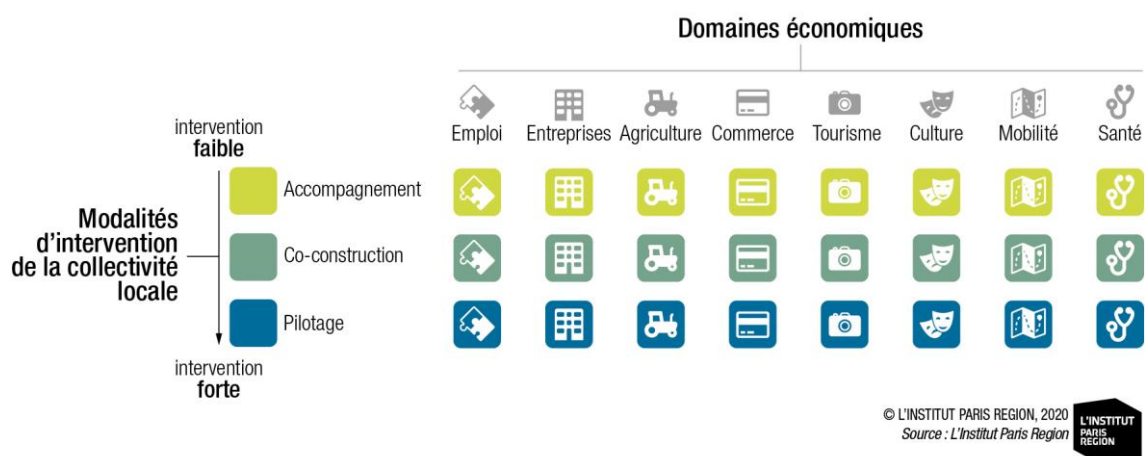 Domaines économiques
Emploi
Entreprises
Agriculture
Commerce
Tourisme
Culture
Mobilité
Santé
intervention
faible
Modalités
d'intervention
de la collectivité
locale
Accompagnement
Co-construction
Pilotage
intervention
forte
© L'INSTITUT PARIS REGION, 2020
Source : L'Institut Paris Region
L'INSTITUT
PARIS
REGION